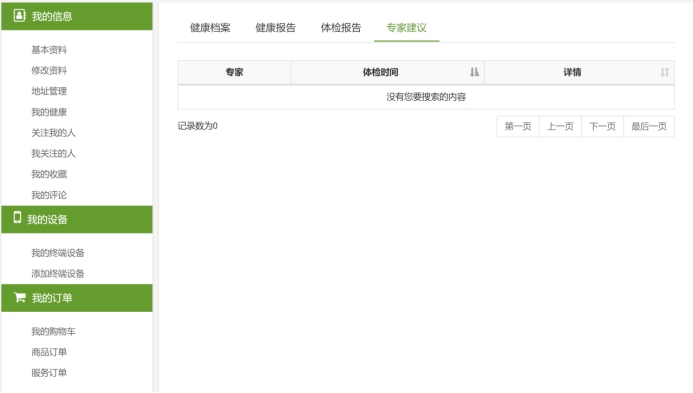 我的信息
基本资料
修改资料
地址管理
我的健康
关注我的人
我关注的人
我的收藏
我的评论
我的设备
我的终端设备
添加终端设备
我的订单
我的购物车
商品订单
服务订单
健康档案 健康报告 体检报告 专家建议
专家 体检时间 详情
没有您要搜索的内容
记录数为0 第一页 上一页 下一页 最后一页